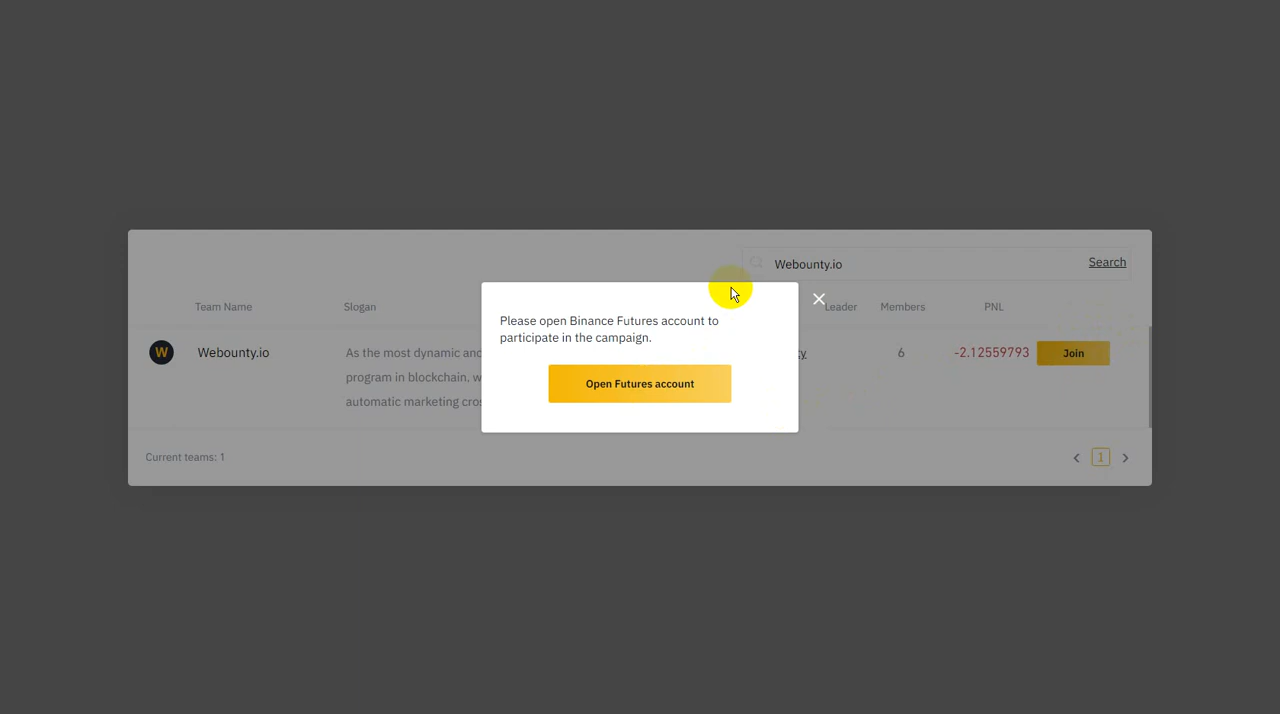 Webounty.io
Search
Team Name
Slogan
Leader
Members
PNL
Please open Binance Futures account to
participate in the campaign.
Open Futures account
W
Webounty.io
As the most dynamic and
program in blockchain, w
automatic marketing cros
ty
6
-2.12559793
Join
Current teams: 1
1